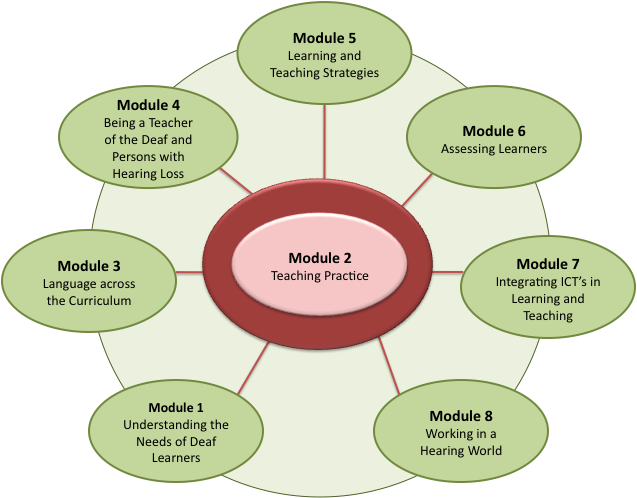 Module 5
Learning and
Teaching Strategies
Module 4
Being a Teacher
of the Deaf and
Persons with
Hearing Loss
Module 6
Assessing Learners
Module 2
Teaching Practice
Module 3
Language across
the Curriculum
Module 7
Integrating ICT's in
Learning and
Teaching
Module 1
Understanding the
Needs of Deaf
Learners
Module 8
Working in a
Hearing World